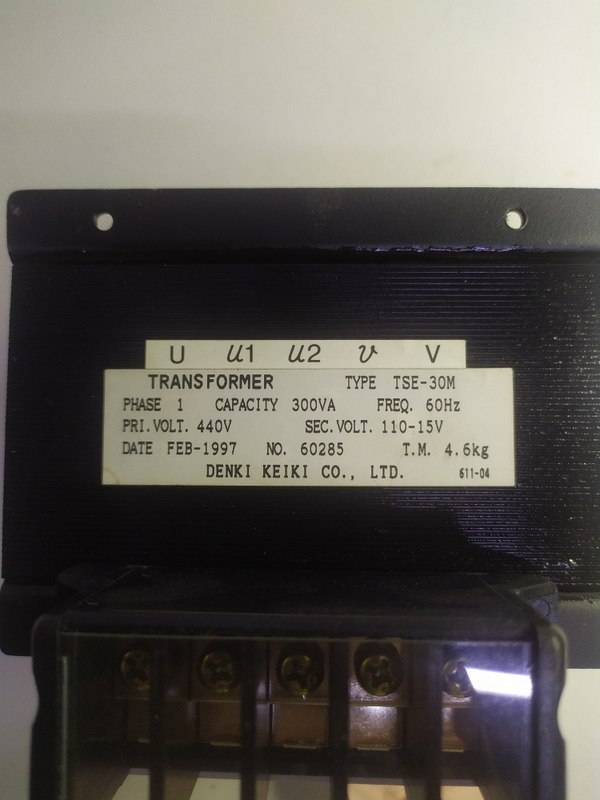 U u1 u2 v V
TRANSFORMER TYPE TSE-30M
PHASE 1 CAPACITY 300VA FREQ. 60Hz
PRI.VOLT. 440V SEC.VOLT. 110-15V
DATE FEB-1997 NO. 60285 T.M. 4.6kg
DENKI KEIKI CO., LTD. 611-04